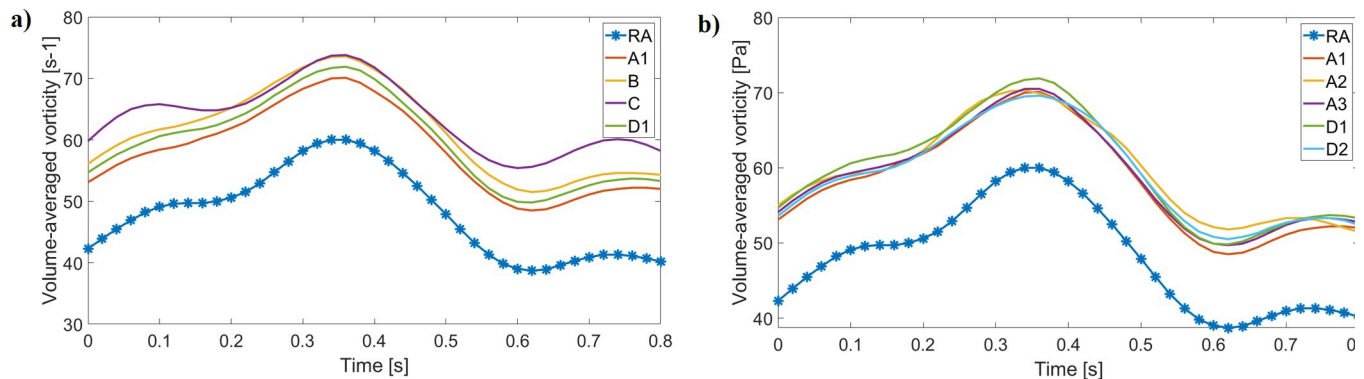 a)
Volume-averaged vorticity [s-1]
80
70
60
50
40
30
0 0.1 0.2 0.3 0.4 0.5 0.6 0.7 0.8
Time [s]
RA
A1
B
C
D1
b)
Volume-averaged vorticity [Pa]
80
70
60
50
40
0 0.1 0.2 0.3 0.4 0.5 0.6 0.7
Time [s]
RA
A1
A2
A3
D1
D2